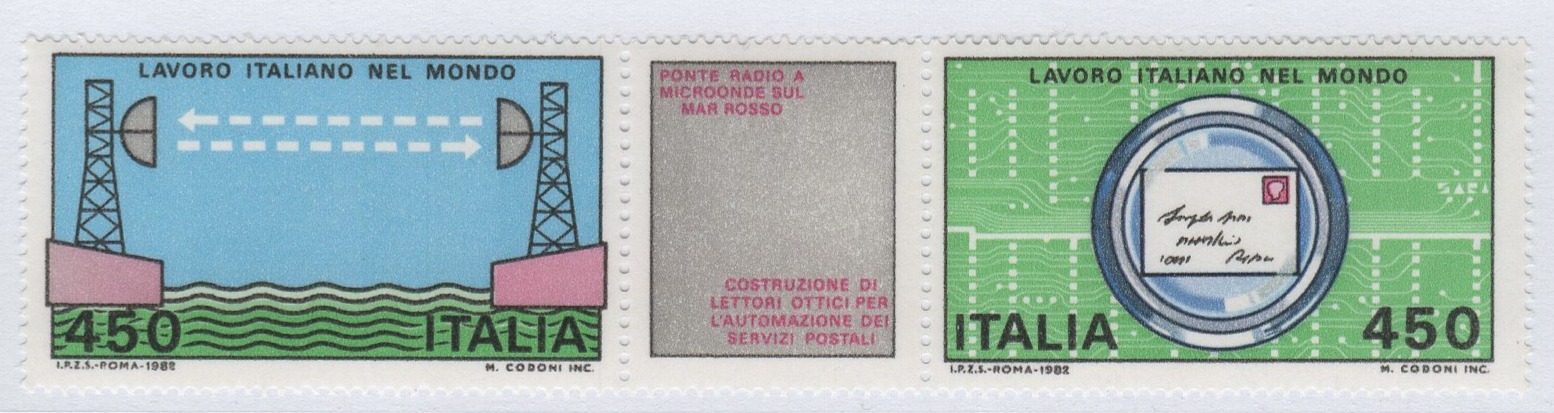 LAVORO ITALIANO NEL MONDO
450 ITALIA
I.P.Z.S.-ROMA-1982 M. CODONI INC.
PONTE RADIO A
MICROONDE SUL
MAR ROSSO
COSTRUZIONE DI
LETTORI OTTICI PER
L'AUTOMAZIONE DEI
SERVIZI POSTALI
LAVORO ITALIANO NEL MONDO
ITALIA 450
I.P.Z.S.-ROMA-1982 M. CODONI INC.